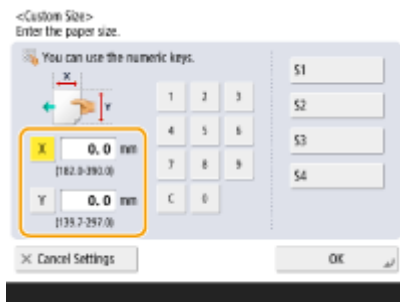 <Custom Size>
Enter the paper size.
You can use the numeric keys.
X
Y
X 0.0 mm
(182.0-390.0)
Y 0.0 mm
(139.7-297.0)
1 2 3
4 5 6
7 8 9
C 0
S1
S2
S3
S4
× Cancel Settings
OK